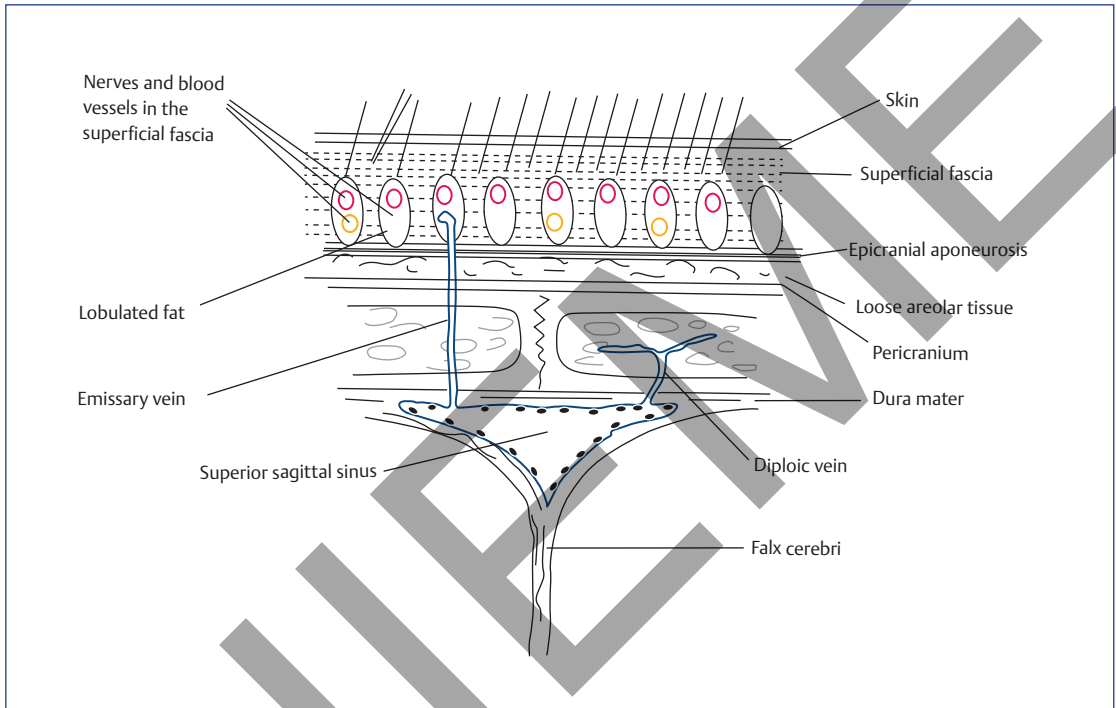 Nerves and blood
vessels in the
superficial fascia
Skin
Superficial fascia
Epicranial aponeurosis
Lobulated fat
Loose areolar tissue
Pericranium
Emissary vein
Dura mater
Superior sagittal sinus
Diploic vein
Falx cerebri
THIEME